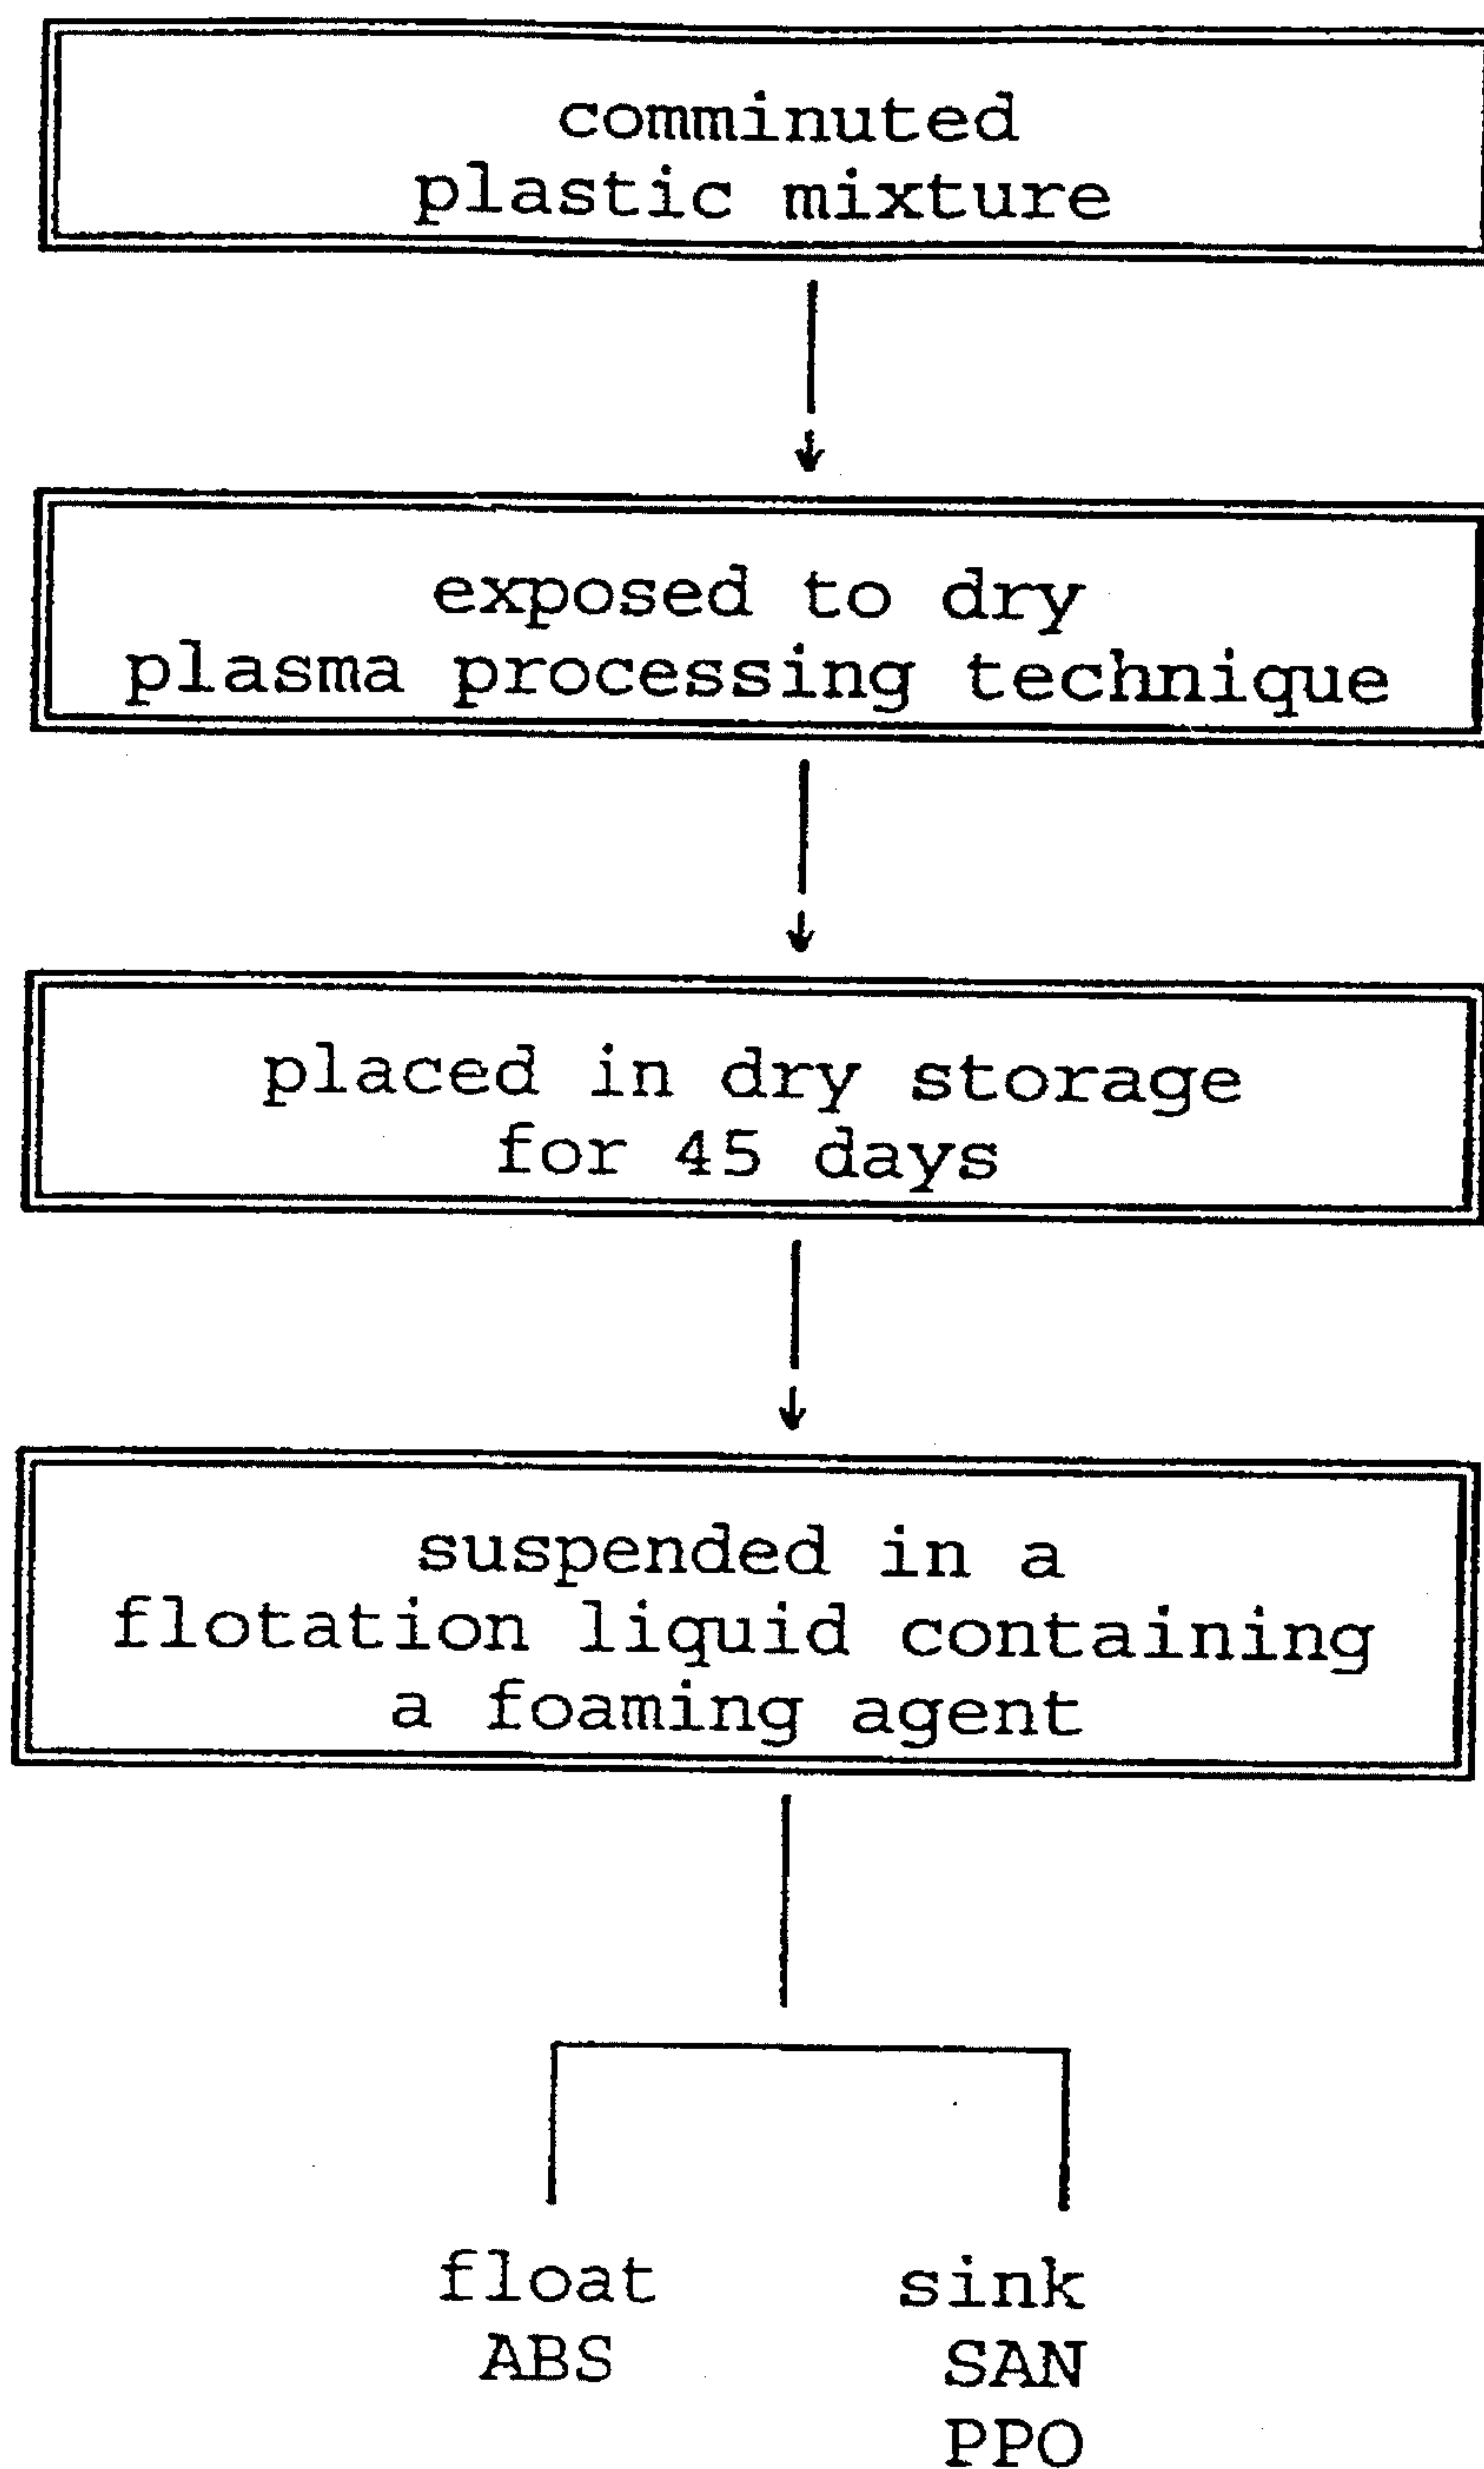 comminuted
plastic mixture
exposed to dry
plasma processing technique
placed in dry storage
for 45 days
suspended in a
flotation liquid containing
a foaming agent
float sink
ABS SAN
PPO